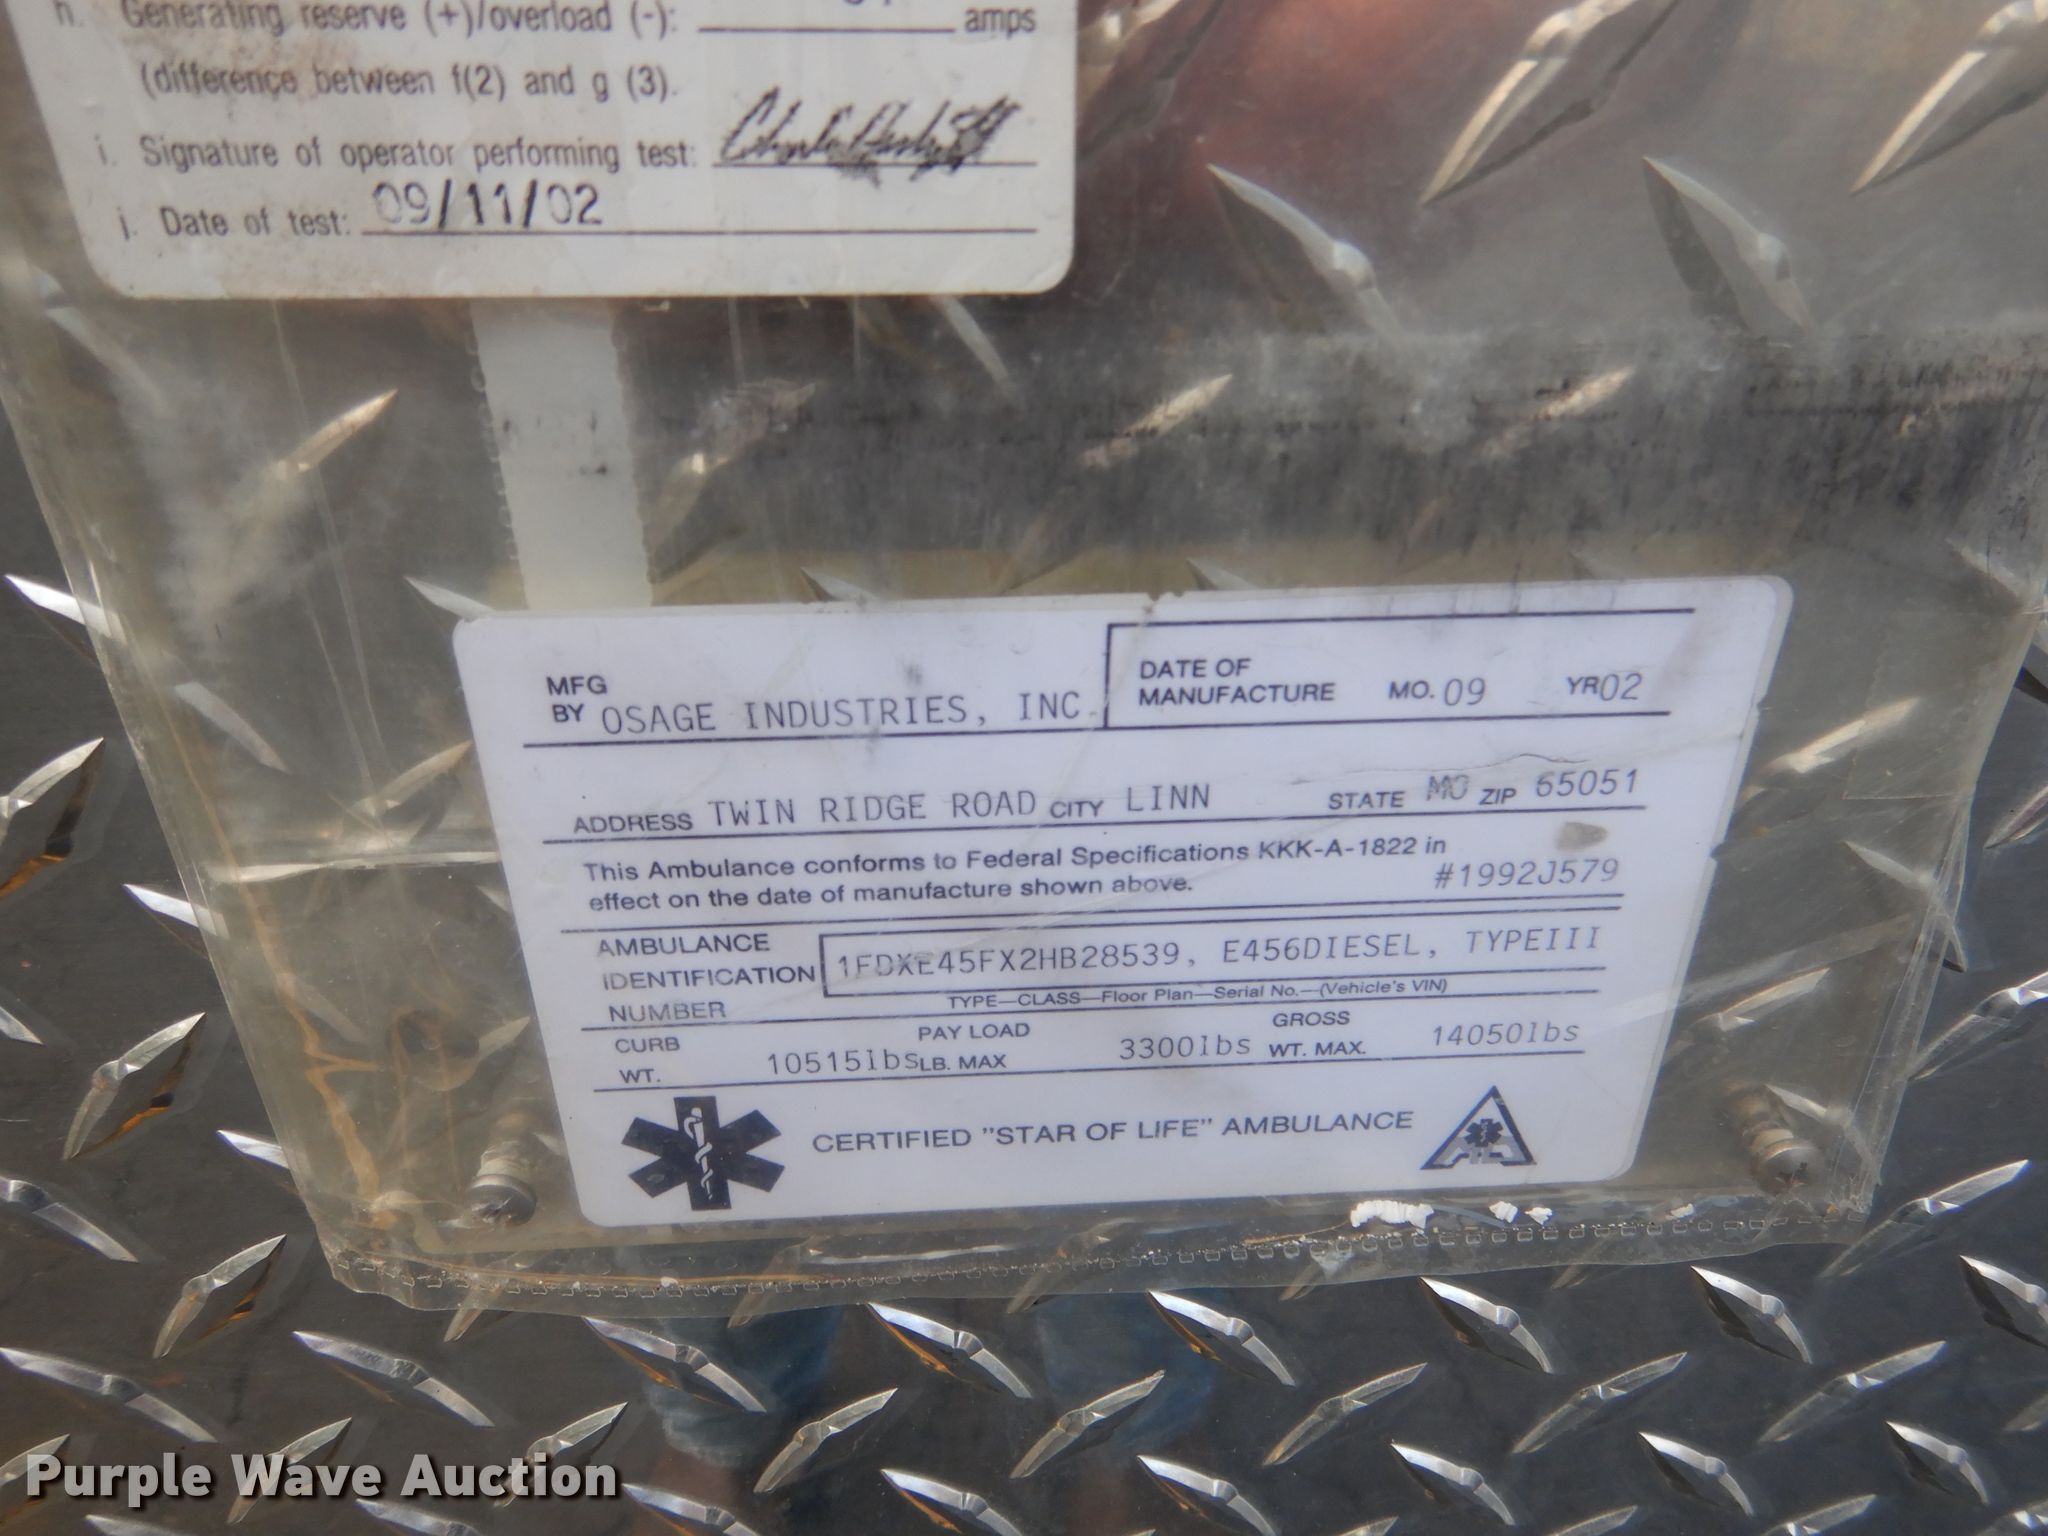 h. Generating reserve (+)/overload (-): amps
(difference between f(2) and g (3).
i. Signature of operator performing test:
j. Date of test: 09/11/02
MFG BY OSAGE INDUSTRIES, INC.
DATE OF MANUFACTURE MO. 09 YR 02
ADDRESS TWIN RIDGE ROAD CITY LINN STATE MO ZIP 65051
This Ambulance conforms to Federal Specifications KKK-A-1822 in
effect on the date of manufacture shown above. #1992J579
AMBULANCE IDENTIFICATION NUMBER 1FDXE45FX2HB28539, E456DIESEL, TYPEIII
TYPE—CLASS—Floor Plan—Serial No.—(Vehicle's VIN)
CURB WT. 10515lbs PAY LOAD LB. MAX 3300lbs GROSS WT. MAX. 14050lbs
CERTIFIED "STAR OF LIFE" AMBULANCE
Purple Wave Auction